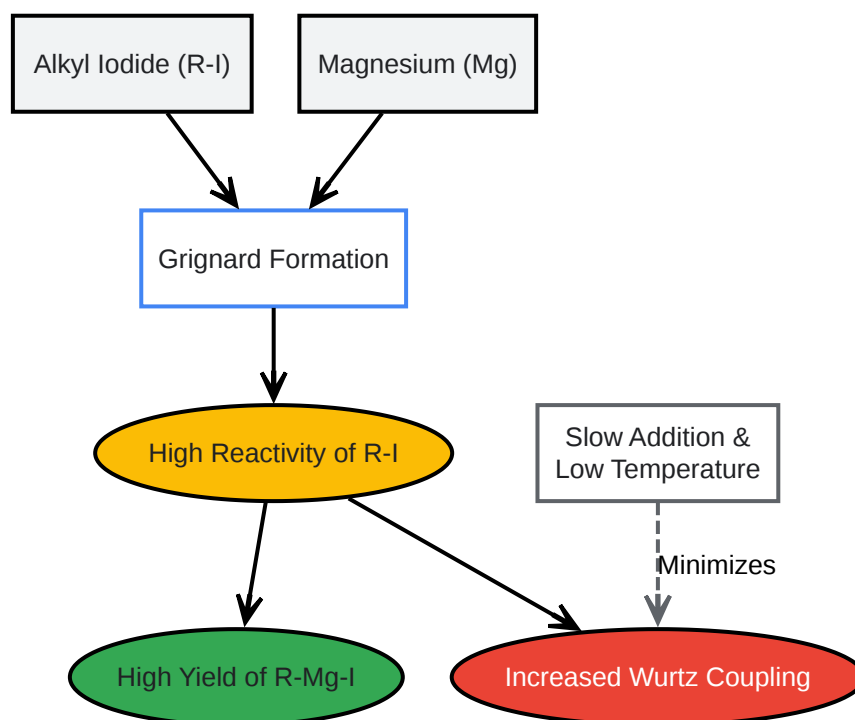 Alkyl Iodide (R-I)
Magnesium (Mg)
Grignard Formation
High Reactivity of R-I
Slow Addition &
Low Temperature
Minimizes
High Yield of R-Mg-I
Increased Wurtz Coupling